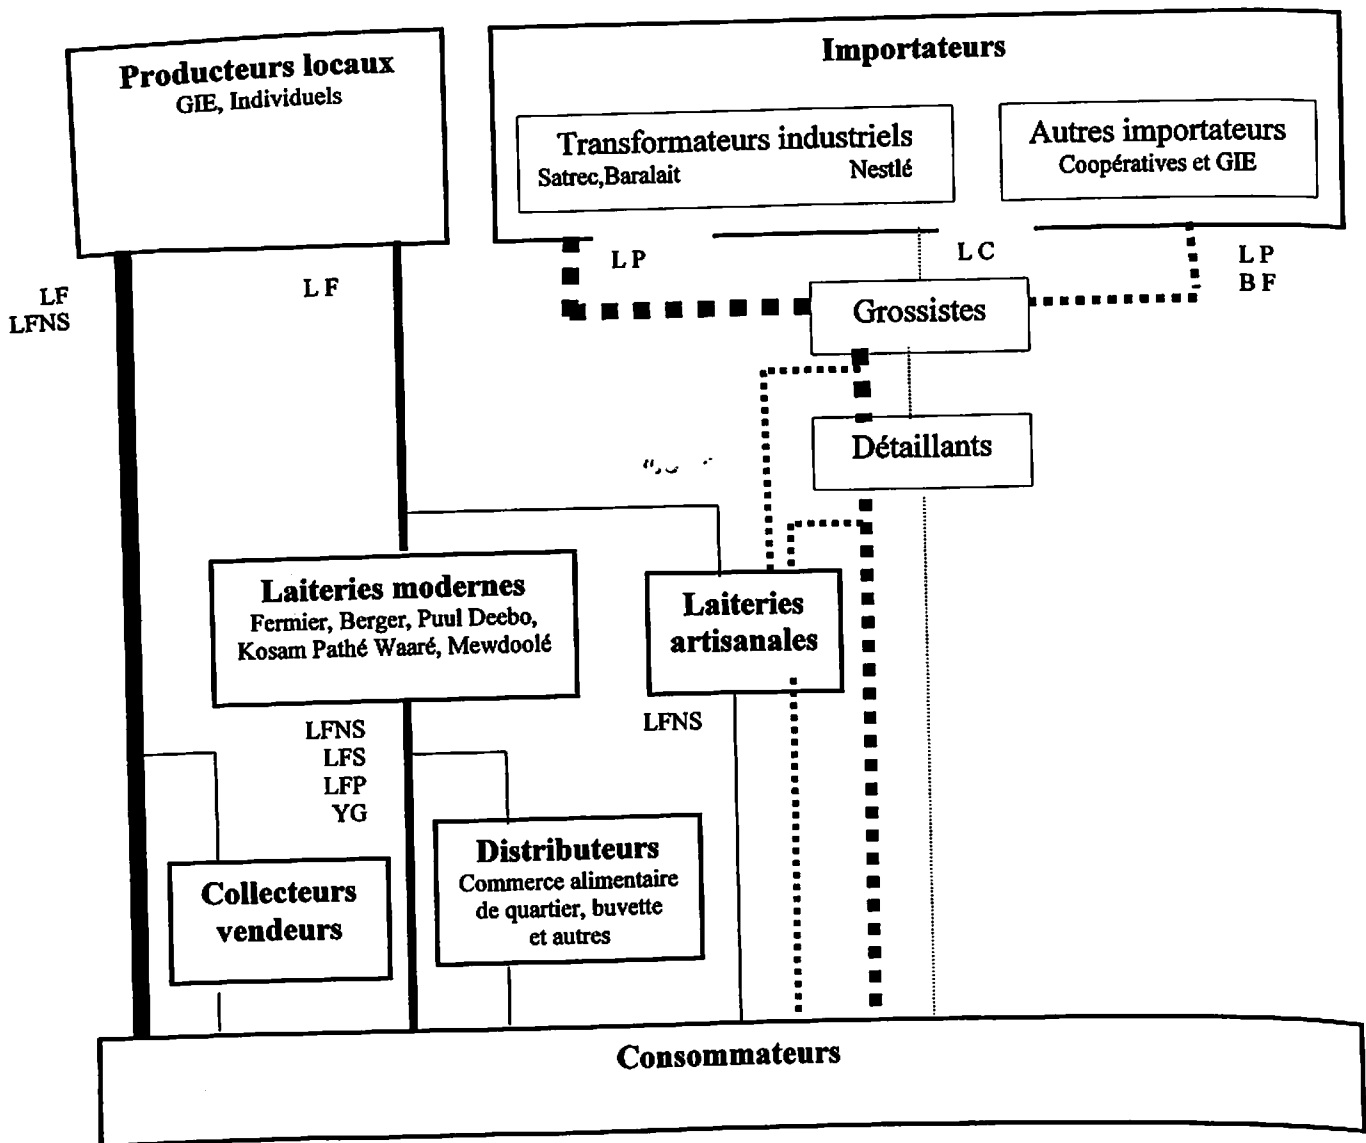 Producteurs locaux
GIE, Individuels
Importateurs
Transformateurs industriels
Satrec,Baralait Nestlé
Autres importateurs
Coopératives et GIE
LF
LFNS
L F
L P
L C
L P
B F
Grossistes
Détaillants
Laiteries modernes
Fermier, Berger, Puul Deebo,
Kosam Pathé Waaré, Mewdoolé
Laiteries
artisanales
LFNS
LFS
LFP
YG
LFNS
Collecteurs
vendeurs
Distributeurs
Commerce alimentaire
de quartier, buvette
et autres
Consommateurs